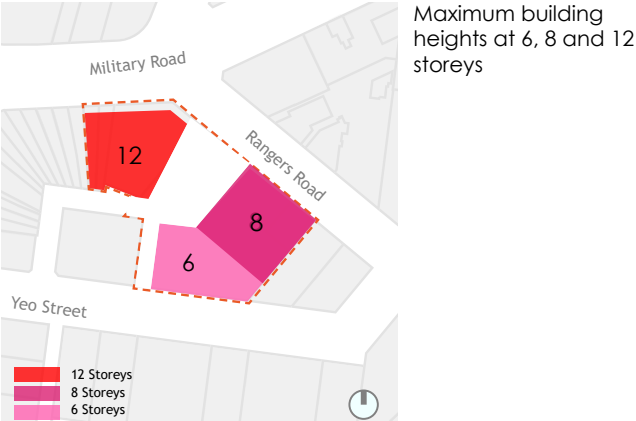 Maximum building
heights at 6, 8 and 12
storeys
Military Road
Rangers Road
12
8
6
Yeo Street
12 Storeys
8 Storeys
6 Storeys